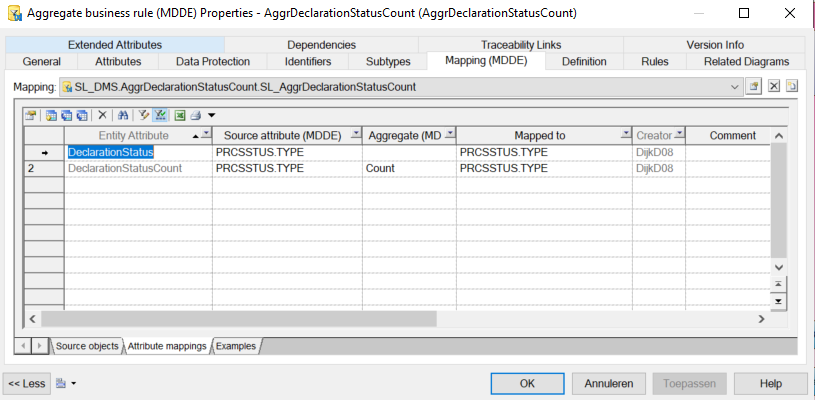 Aggregate business rule (MDDE) Properties - AggrDeclarationStatusCount (AggrDeclarationStatusCount)
Extended Attributes Dependencies Traceability Links Version Info
General Attributes Data Protection Identifiers Subtypes Mapping (MDDE) Definition Rules Related Diagrams
Mapping: SL_DMS.AggrDeclarationStatusCount.SL_AggrDeclarationStatusCount
Entity Attribute Source attribute (MDDE) Aggregate (MD Mapped to Creator Comment
DeclarationStatus PRCSSTUS.TYPE PRCSSTUS.TYPE DijkD08
2 DeclarationStatusCount PRCSSTUS.TYPE Count PRCSSTUS.TYPE DijkD08
Source objects Attribute mappings Examples
<< Less OK Annuleren Toepassen Help